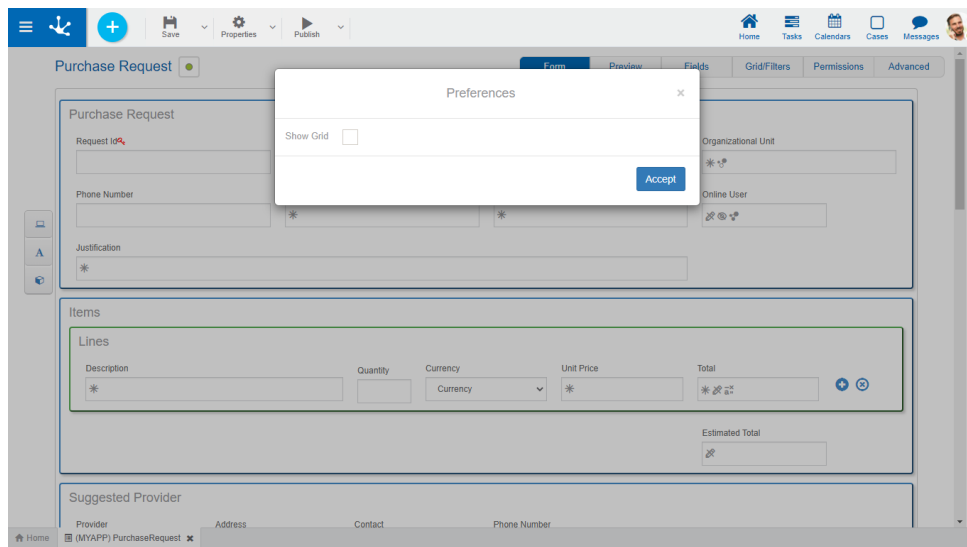 Save
Properties
Publish
Home
Tasks
Calendars
Cases
Messages
Purchase Request
Form
Preview
Fields
Grid/Filters
Permissions
Advanced
Preferences
Show Grid
Accept
Purchase Request
Request Id
Organizational Unit
Phone Number
Online User
Justification
A
Items
Lines
Description
Quantity
Currency
Unit Price
Total
Currency
Estimated Total
Suggested Provider
Provider
Address
Contact
Phone Number
Home
(MYAPP) PurchaseRequest